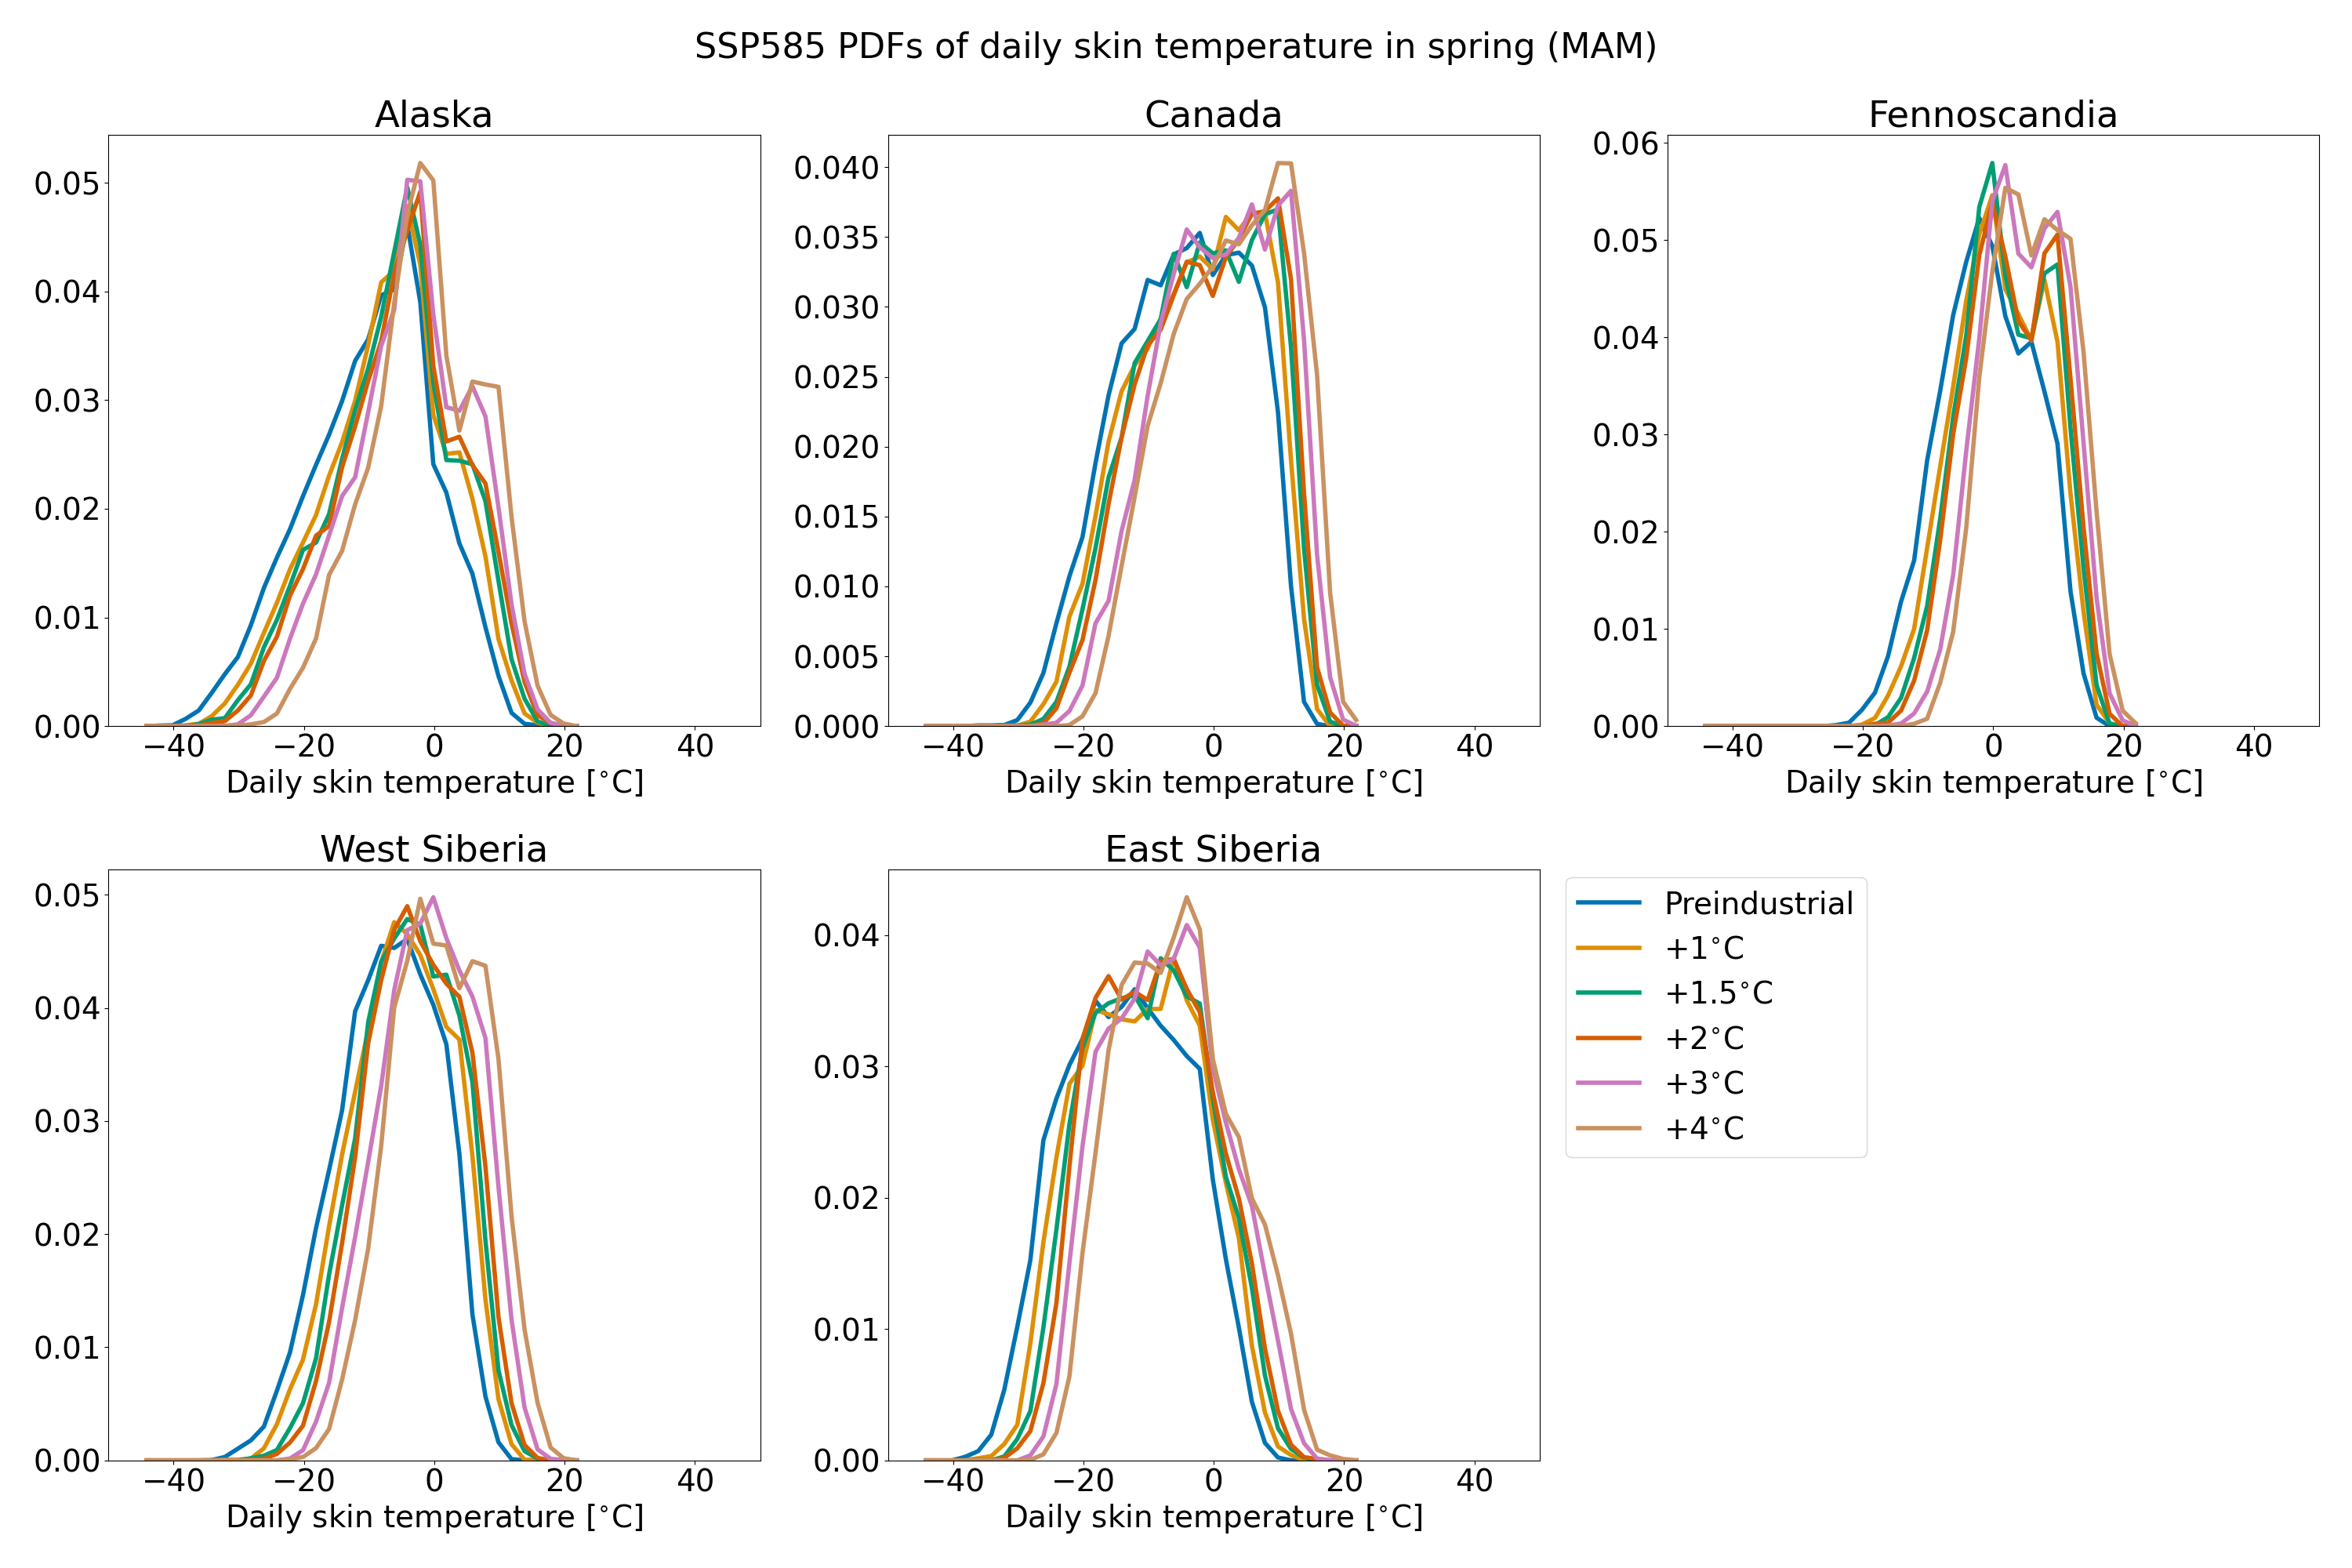 SSP585 PDFs of daily skin temperature in spring (MAM)
Alaska
0.05
0.04
0.03
0.02
0.01
0.00
−40 −20 0 20 40
Daily skin temperature [°C]
Canada
0.040
0.035
0.030
0.025
0.020
0.015
0.010
0.005
0.000
−40 −20 0 20 40
Daily skin temperature [°C]
Fennoscandia
0.06
0.05
0.04
0.03
0.02
0.01
0.00
−40 −20 0 20 40
Daily skin temperature [°C]
West Siberia
0.05
0.04
0.03
0.02
0.01
0.00
−40 −20 0 20 40
Daily skin temperature [°C]
East Siberia
0.04
0.03
0.02
0.01
0.00
−40 −20 0 20 40
Daily skin temperature [°C]
Preindustrial
+1°C
+1.5°C
+2°C
+3°C
+4°C